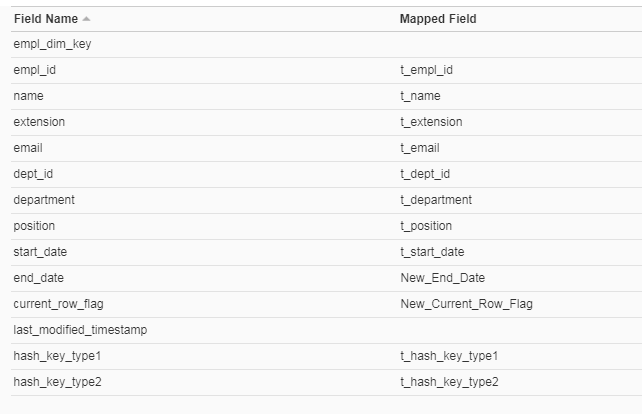 Field Name Mapped Field
empl_dim_key
empl_id t_empl_id
name t_name
extension t_extension
email t_email
dept_id t_dept_id
department t_department
position t_position
start_date t_start_date
end_date New_End_Date
current_row_flag New_Current_Row_Flag
last_modified_timestamp
hash_key_type1 t_hash_key_type1
hash_key_type2 t_hash_key_type2